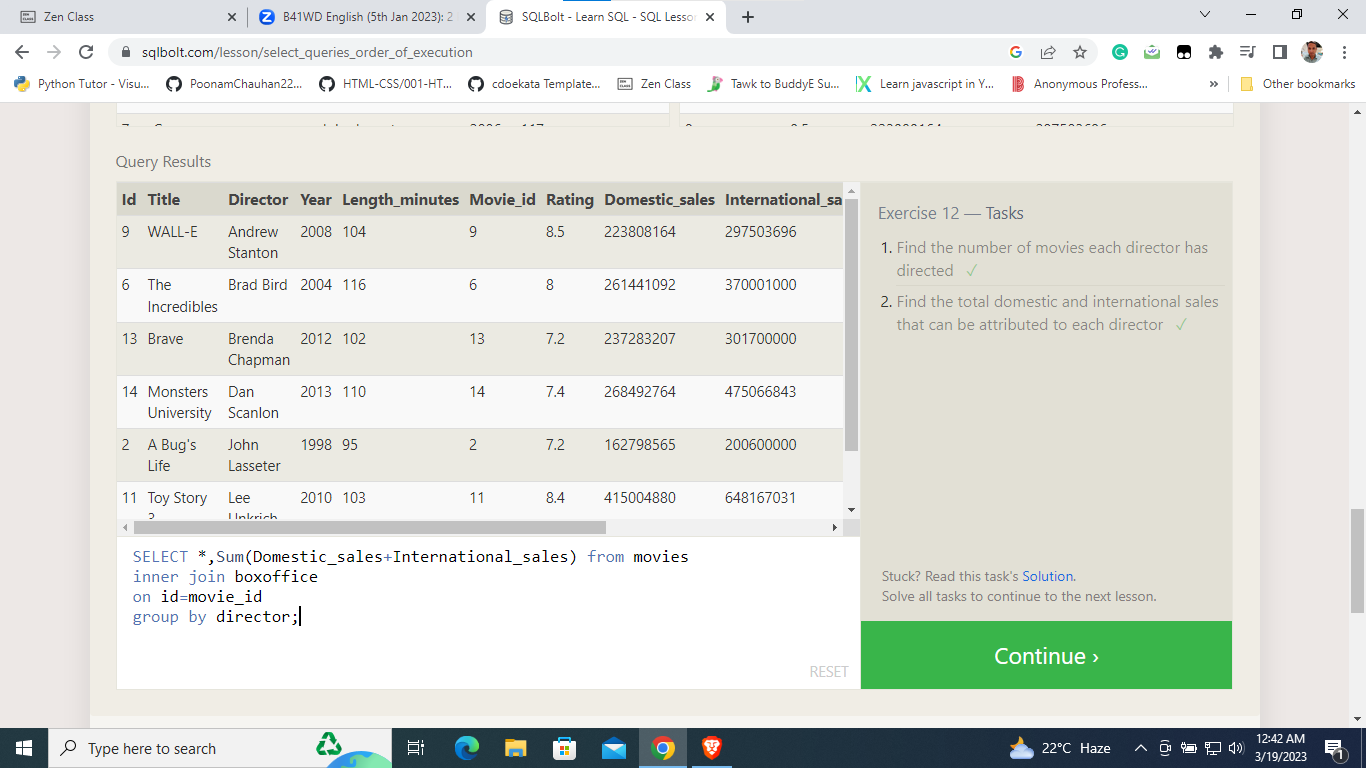 Zen Class
B41WD English (5th Jan 2023): 2
SQLBolt - Learn SQL - SQL Lesson
sqlbolt.com/lesson/select_queries_order_of_execution
Python Tutor - Visu...
PoonamChauhan22...
HTML-CSS/001-HT...
cdoekata Template...
Zen Class
Tawk to BuddyE Su...
Learn javascript in Y...
Anonymous Profess...
»
Other bookmarks
Query Results
Id Title Director Year Length_minutes Movie_id Rating Domestic_sales International_sa
9 WALL-E Andrew 2008 104 9 8.5 223808164 297503696
Stanton
6 The Brad Bird 2004 116 6 8 261441092 370001000
Incredibles
13 Brave Brenda 2012 102 13 7.2 237283207 301700000
Chapman
14 Monsters Dan 2013 110 14 7.4 268492764 475066843
University Scanlon
2 A Bug's John 1998 95 2 7.2 162798565 200600000
Life Lasseter
11 Toy Story Lee 2010 103 11 8.4 415004880 648167031
3 Unkrich
Exercise 12 — Tasks
1. Find the number of movies each director has
directed ✓
2. Find the total domestic and international sales
that can be attributed to each director ✓
Stuck? Read this task's Solution.
Solve all tasks to continue to the next lesson.
Continue ›
SELECT *,Sum(Domestic_sales+International_sales) from movies
inner join boxoffice
on id=movie_id
group by director;
RESET
Type here to search
22°C Haze
12:42 AM
3/19/2023
1